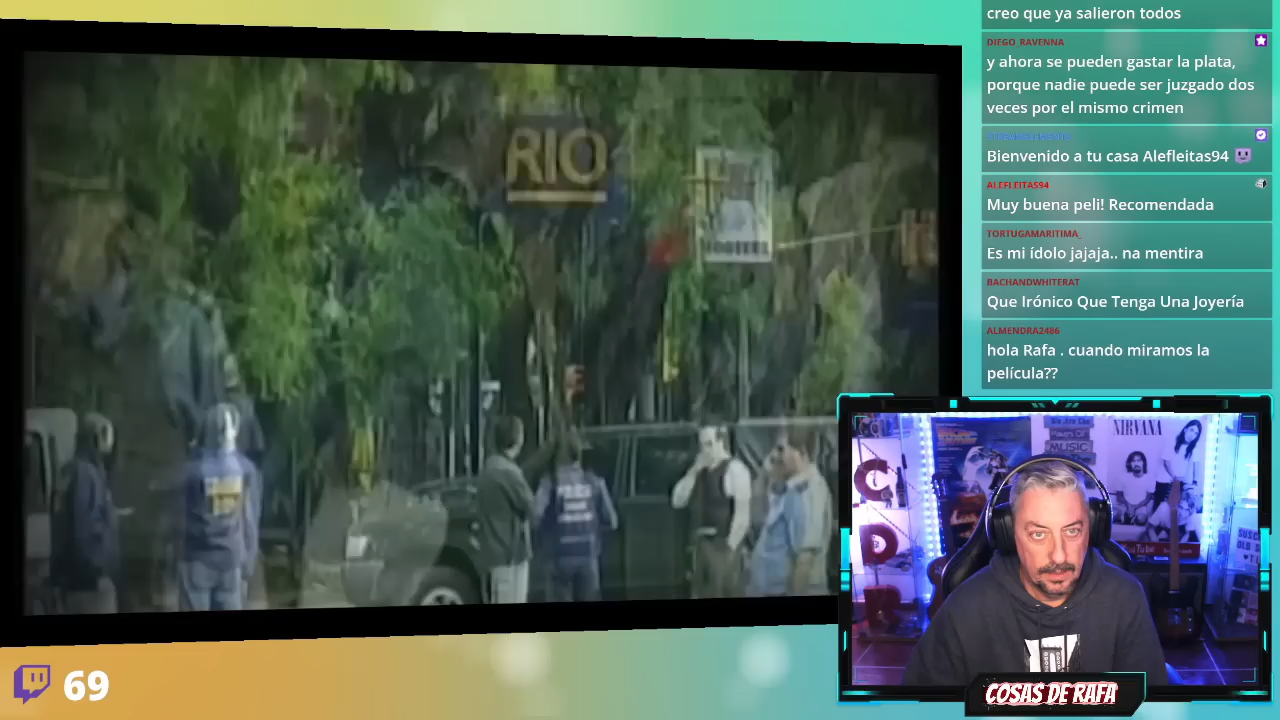 creo que ya salieron todos
DIEGO_RAVENNA
y ahora se pueden gastar la plata,
porque nadie puede ser juzgado dos
veces por el mismo crimen
Bienvenido a tu casa Alefleitas94
ALEFLEITAS94
Muy buena peli! Recomendada
TORTUGAMARITIMA_
Es mi ídolo jajaja.. na mentira
BACHANDWHITERAT
Que Irónico Que Tenga Una Joyería
ALMENDRA2486
hola Rafa . cuando miramos la
película??
RIO
NIRVANA
MUSIC
COSAS DE RAFA
69